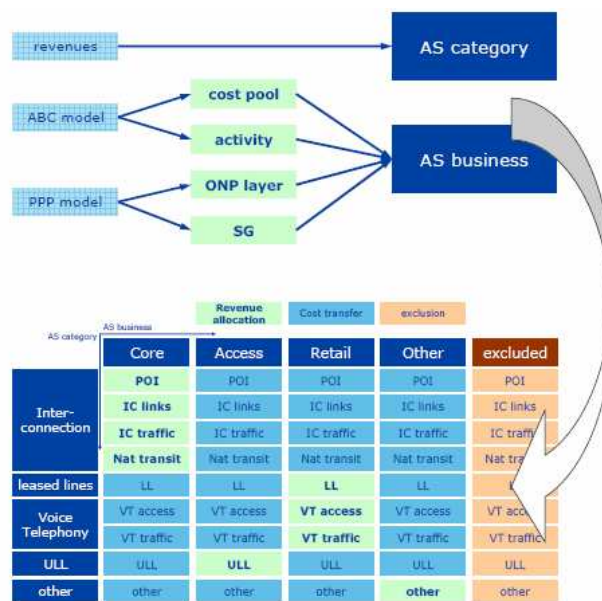 revenues
AS category
ABC model
cost pool
activity
AS business
PPP model
ONP layer
SG
Revenue
allocation
Cost transfer
exclusion
AS business
AS category
Core Access Retail Other excluded
Inter-
connection
POI POI POI POI POI
IC links IC links IC links IC links IC links
IC traffic IC traffic IC traffic IC traffic IC traffic
Nat transit Nat transit Nat transit Nat transit Nat
leased lines LL LL LL LL
Voice
Telephony
VT access VT access VT access VT access VT
VT traffic VT traffic VT traffic VT traffic VT traffic
ULL ULL ULL ULL ULL ULL
other other other other other other